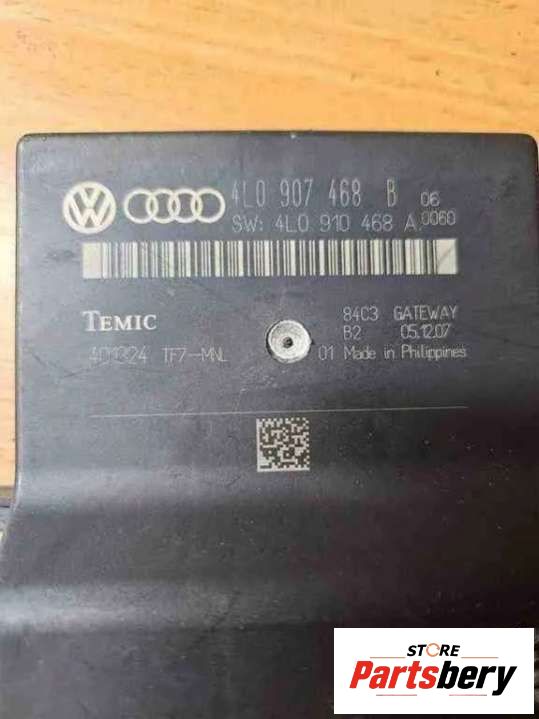 4L0 907 468 B 06
SW: 4L0 910 468 A 0060
TEMIC
84C3 GATEWAY
B2 05.12.07
TF7-MNL
01 Made in Philippines
STORE
Partsbery